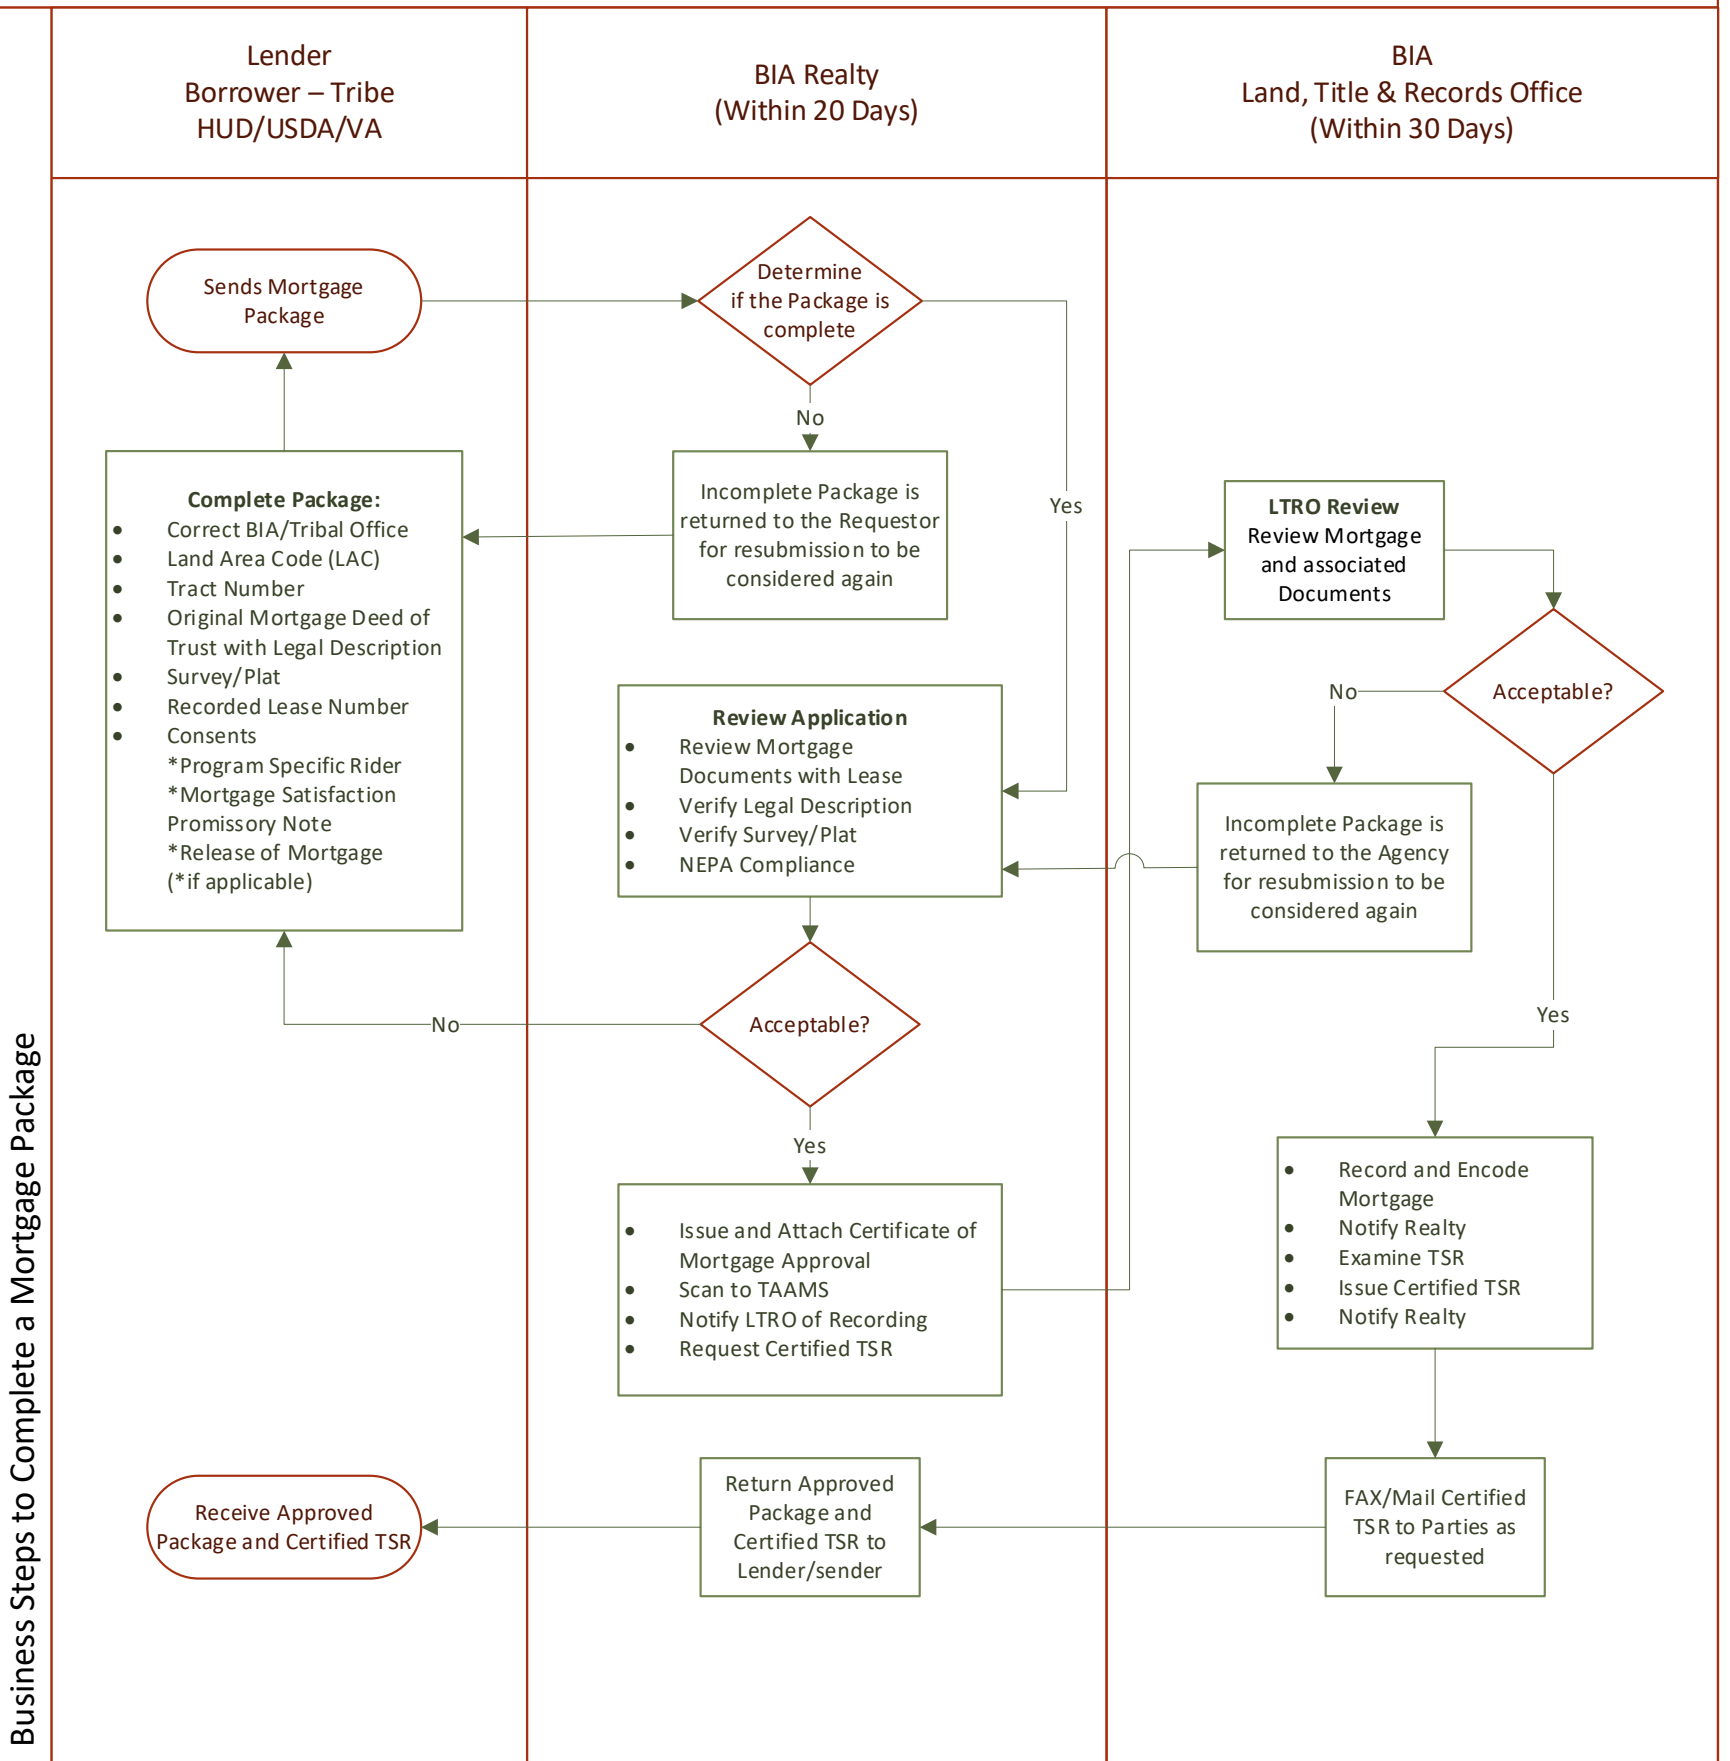 Business Steps to Complete a Mortgage Package
Lender
Borrower – Tribe
HUD/USDA/VA
BIA Realty
(Within 20 Days)
BIA
Land, Title & Records Office
(Within 30 Days)
Sends Mortgage
Package
Determine
if the Package is
complete
No
Yes
Incomplete Package is
returned to the Requestor
for resubmission to be
considered again
Complete Package:
• Correct BIA/Tribal Office
• Land Area Code (LAC)
• Tract Number
• Original Mortgage Deed of
Trust with Legal Description
• Survey/Plat
• Recorded Lease Number
• Consents
*Program Specific Rider
*Mortgage Satisfaction
Promissory Note
*Release of Mortgage
(*if applicable)
Review Application
• Review Mortgage
Documents with Lease
• Verify Legal Description
• Verify Survey/Plat
• NEPA Compliance
Acceptable?
No
Yes
• Issue and Attach Certificate of
Mortgage Approval
• Scan to TAAMS
• Notify LTRO of Recording
• Request Certified TSR
LTRO Review
Review Mortgage
and associated
Documents
Acceptable?
No
Incomplete Package is
returned to the Agency
for resubmission to be
considered again
Yes
• Record and Encode
Mortgage
• Notify Realty
• Examine TSR
• Issue Certified TSR
• Notify Realty
FAX/Mail Certified
TSR to Parties as
requested
Return Approved
Package and
Certified TSR to
Lender/sender
Receive Approved
Package and Certified TSR